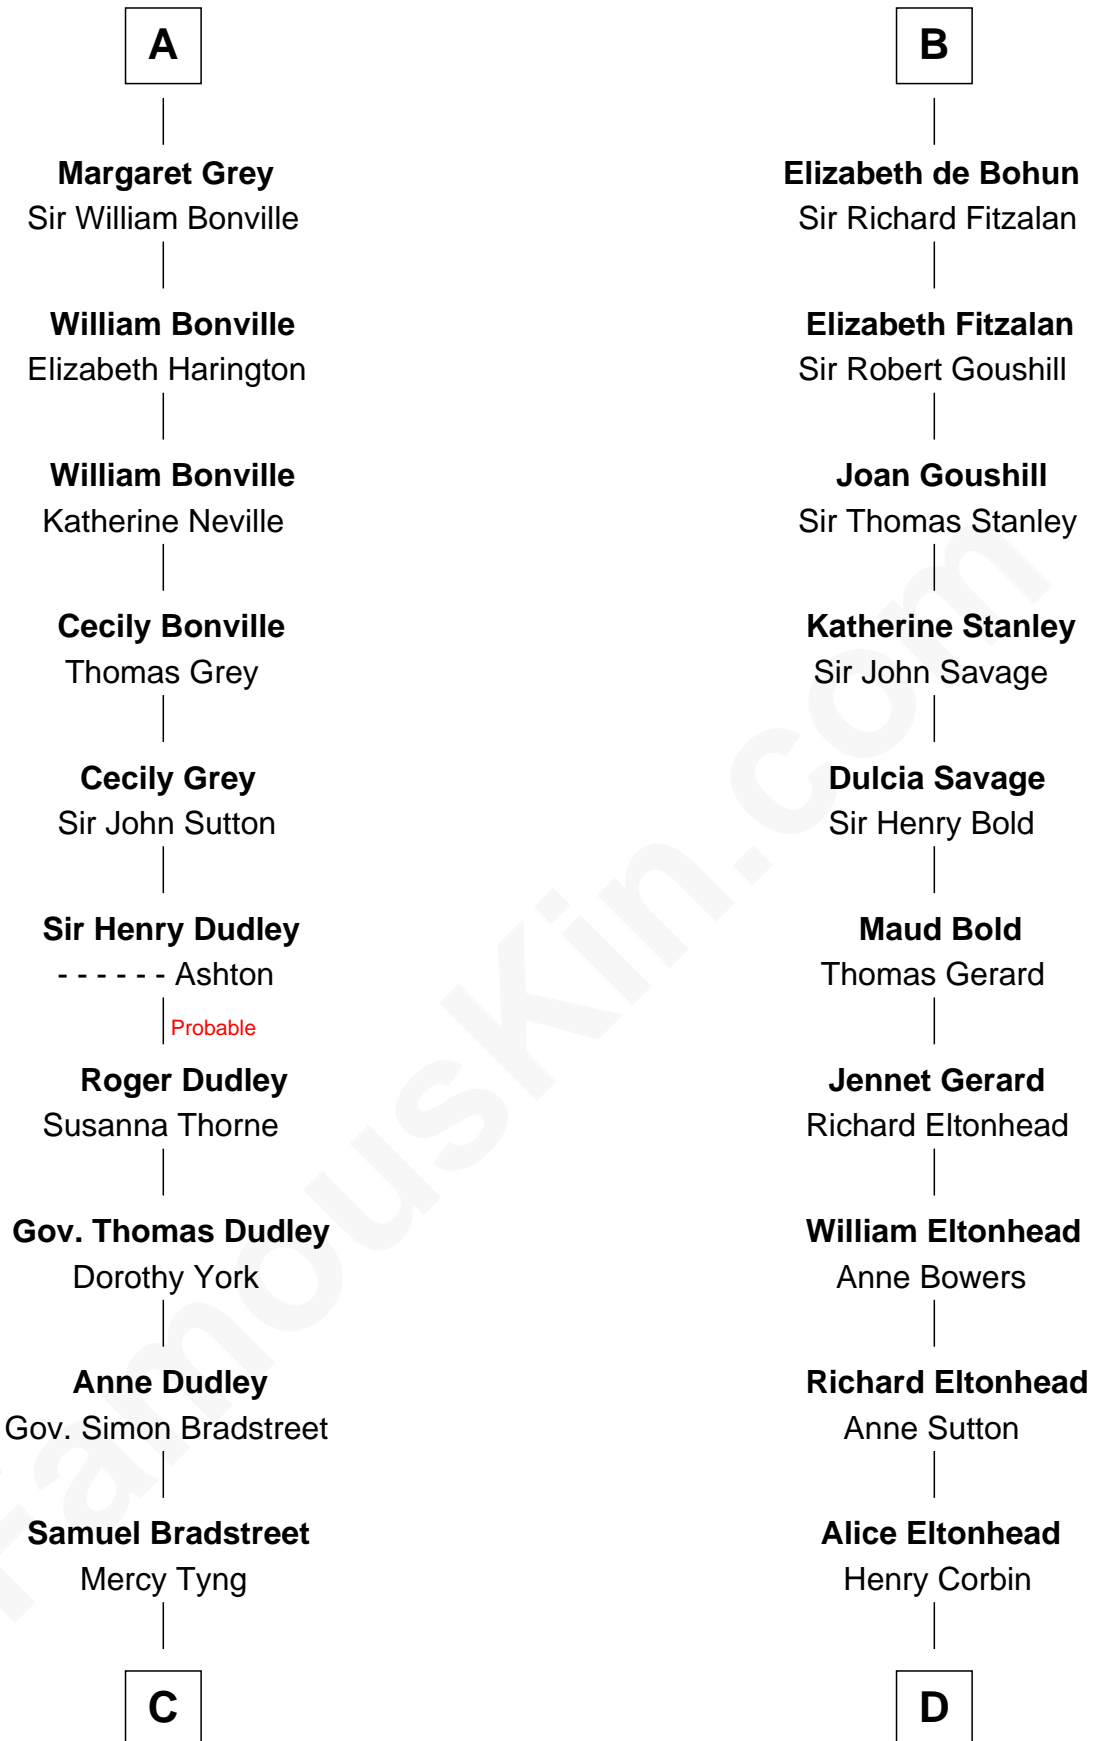 A
Margaret Grey
Sir William Bonville
William Bonville
Elizabeth Harington
William Bonville
Katherine Neville
Cecily Bonville
Thomas Grey
Cecily Grey
Sir John Sutton
Sir Henry Dudley
- - - - - - Ashton
Probable
Roger Dudley
Susanna Thorne
Gov. Thomas Dudley
Dorothy York
Anne Dudley
Gov. Simon Bradstreet
Samuel Bradstreet
Mercy Tyng
C
B
Elizabeth de Bohun
Sir Richard Fitzalan
Elizabeth Fitzalan
Sir Robert Goushill
Joan Goushill
Sir Thomas Stanley
Katherine Stanley
Sir John Savage
Dulcia Savage
Sir Henry Bold
Maud Bold
Thomas Gerard
Jennet Gerard
Richard Eltonhead
William Eltonhead
Anne Bowers
Richard Eltonhead
Anne Sutton
Alice Eltonhead
Henry Corbin
D
FamousKin.com